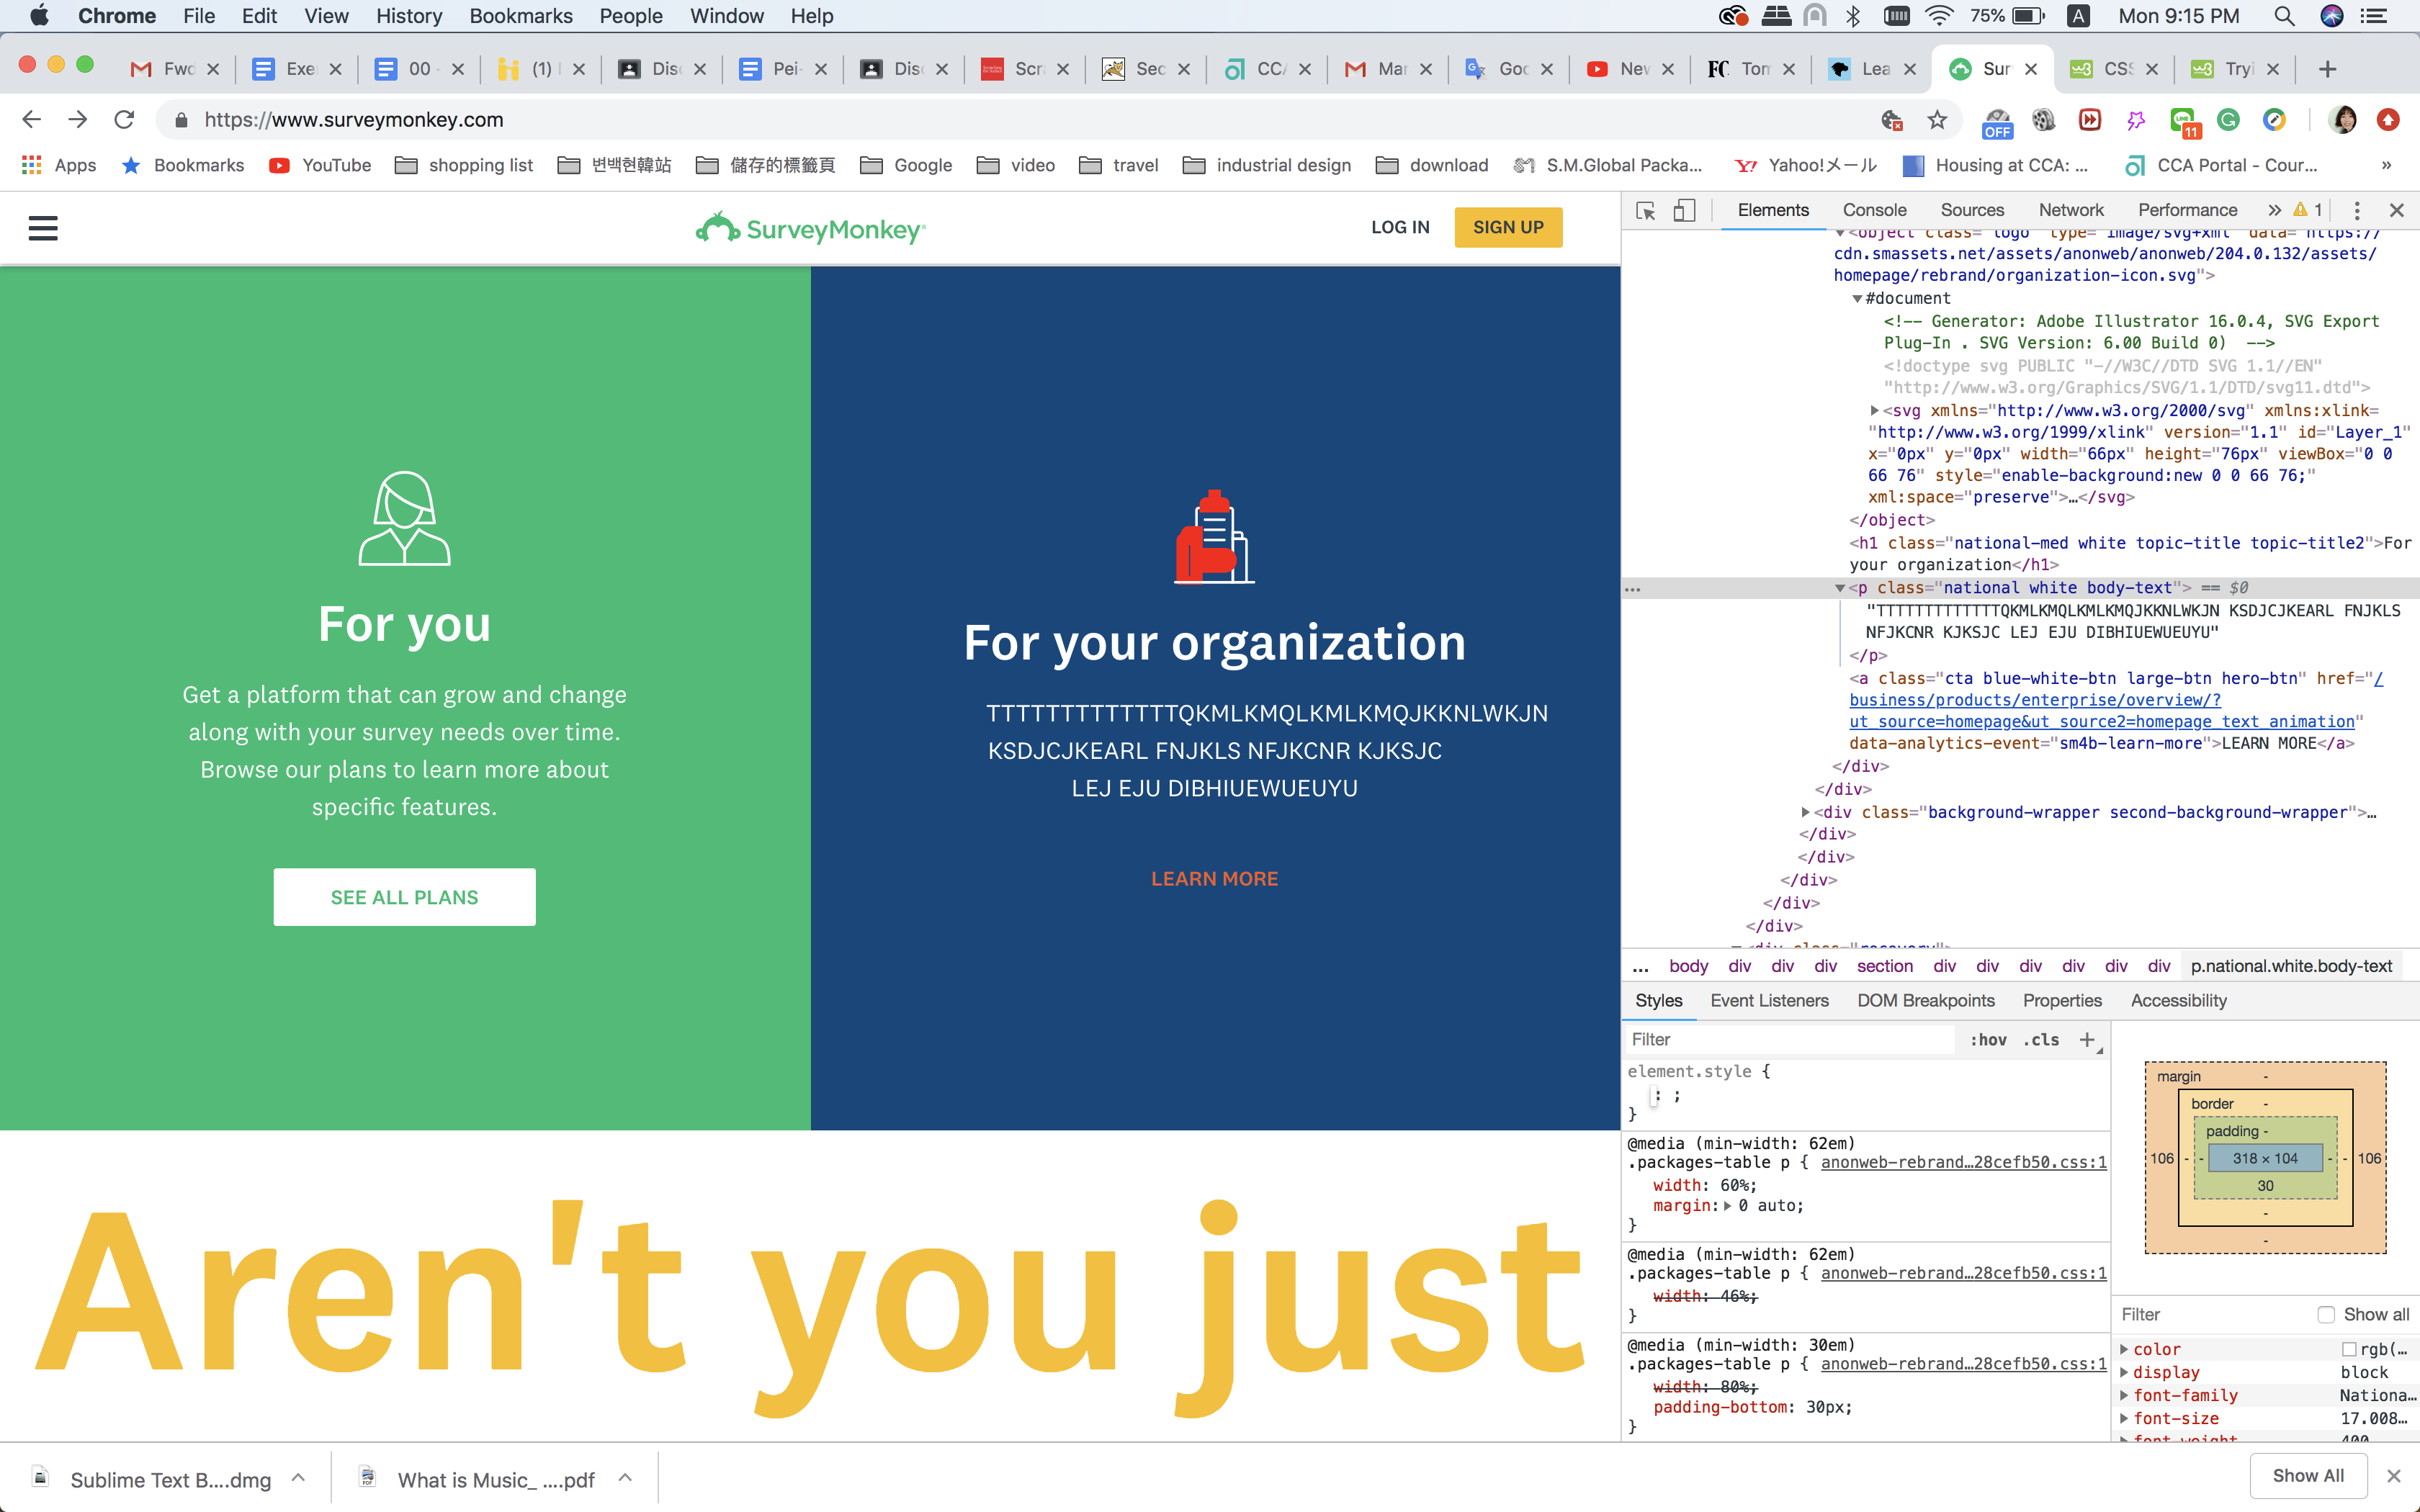 Chrome File Edit View History Bookmarks People Window Help 75% A Mon 9:15 PM
Fwd Exe 00 - (1) Disc Pei- Disc Scr Sec CCA Mar Goo New FC Tom Lea Sur CSS Tryi
https://www.surveymonkey.com OFF 11
Apps Bookmarks YouTube shopping list 변백현韓站 儲存的標籤頁 Google video travel industrial design download S.M.Global Packa... Yahoo!メール Housing at CCA: ... CCA Portal - Cour... »
SurveyMonkey LOG IN SIGN UP
For you
Get a platform that can grow and change
along with your survey needs over time.
Browse our plans to learn more about
specific features.
SEE ALL PLANS
For your organization
TTTTTTTTTTTTTQKMLKMQLKMLKMQJKKNLWKJN
KSDJCJKEARL FNJKLS NFJKCNR KJKSJC
LEJ EJU DIBHIUEWUEUYU
LEARN MORE
Aren't you just
Elements Console Sources Network Performance » 1
<object class="logo" type="image/svg+xml" data="https://
cdn.smassets.net/assets/anonweb/anonweb/204.0.132/assets/
homepage/rebrand/organization-icon.svg">
#document
<!-- Generator: Adobe Illustrator 16.0.4, SVG Export
Plug-In . SVG Version: 6.00 Build 0) -->
<!doctype svg PUBLIC "-//W3C//DTD SVG 1.1//EN"
"http://www.w3.org/Graphics/SVG/1.1/DTD/svg11.dtd">
<svg xmlns="http://www.w3.org/2000/svg" xmlns:xlink=
"http://www.w3.org/1999/xlink" version="1.1" id="Layer_1"
x="0px" y="0px" width="66px" height="76px" viewBox="0 0
66 76" style="enable-background:new 0 0 66 76;"
xml:space="preserve">…</svg>
</object>
<h1 class="national-med white topic-title topic-title2">For
your organization</h1>
… <p class="national white body-text"> == $0
"TTTTTTTTTTTTTQKMLKMQLKMLKMQJKKNLWKJN KSDJCJKEARL FNJKLS
NFJKCNR KJKSJC LEJ EJU DIBHIUEWUEUYU"
</p>
<a class="cta blue-white-btn large-btn hero-btn" href="/
business/products/enterprise/overview/?
ut_source=homepage&ut_source2=homepage_text_animation"
data-analytics-event="sm4b-learn-more">LEARN MORE</a>
</div>
</div>
<div class="background-wrapper second-background-wrapper">…
</div>
</div>
</div>
</div>
</div>
<div class="recovery">
... body div div div section div div div div div div p.national.white.body-text
Styles Event Listeners DOM Breakpoints Properties Accessibility
Filter :hov .cls +
element.style {
: ;
}
@media (min-width: 62em)
.packages-table p { anonweb-rebrand…28cefb50.css:1
width: 60%;
margin: 0 auto;
}
@media (min-width: 62em)
.packages-table p { anonweb-rebrand…28cefb50.css:1
width: 46%;
}
@media (min-width: 30em)
.packages-table p { anonweb-rebrand…28cefb50.css:1
width: 80%;
padding-bottom: 30px;
}
margin -
border -
padding -
106 - - 318 × 104 - - 106
30
-
-
Filter Show all
color rgb(…
display block
font-family Nationa…
font-size 17.008…
font-weight 400
Sublime Text B....dmg What is Music_ ....pdf Show All